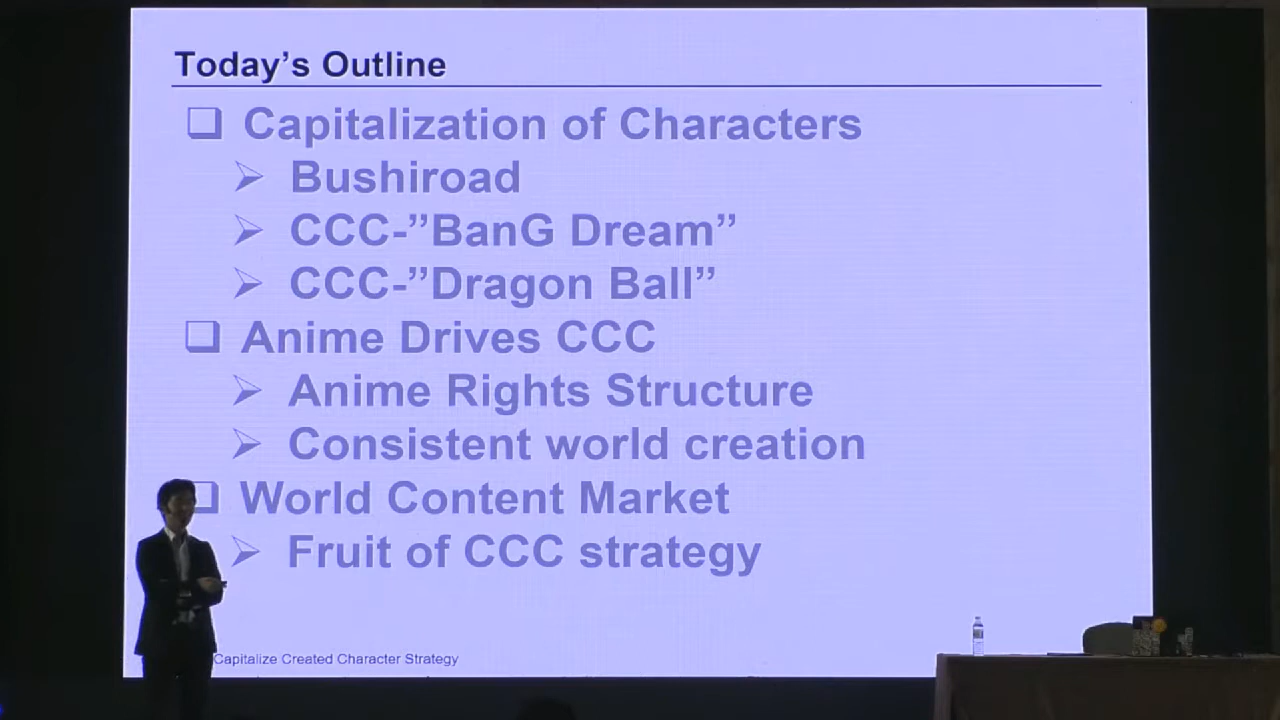 Today's Outline
Capitalization of Characters
Bushiroad
CCC-”BanG Dream”
CCC-”Dragon Ball”
Anime Drives CCC
Anime Rights Structure
Consistent world creation
World Content Market
Fruit of CCC strategy
Capitalize Created Character Strategy